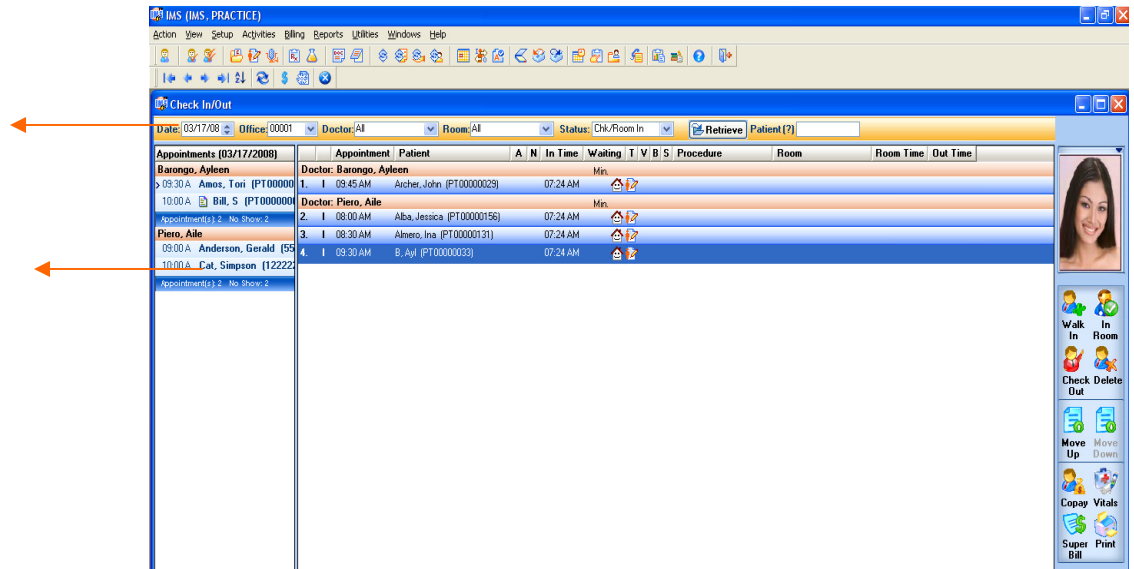 IMS (IMS, PRACTICE)
Action View Setup Activities Billing Reports Utilities Windows Help
Check In/Out
Date: 03/17/08 Office: 00001 Doctor: All Room: All Status: Chk/Room In Retrieve Patient (?)
Appointments (03/17/2008)
Barongo, Ayleen
09:30 A Amos, Tori (PT00000
10:00 A Bill, S (PT000000
Appointment(s): 2 No Show: 2
Piero, Aile
09:00 A Anderson, Gerald (55
10:00 A Cat, Simpson (12222
Appointment(s): 2 No Show: 2
Appointment Patient A N In Time Waiting T V B S Procedure Room Room Time Out Time
Doctor: Barongo, Ayleen Min.
1. I 09:45 AM Archer, John (PT00000029) 07:24 AM
Doctor: Piero, Aile Min.
2. I 08:00 AM Alba, Jessica (PT00000156) 07:24 AM
3. I 08:30 AM Almero, Ina (PT00000131) 07:24 AM
4. I 09:30 AM B, Ayl (PT00000033) 07:24 AM
Walk In
In Room
Check Out
Delete
Move Up
Move Down
Copay
Vitals
Super Bill
Print